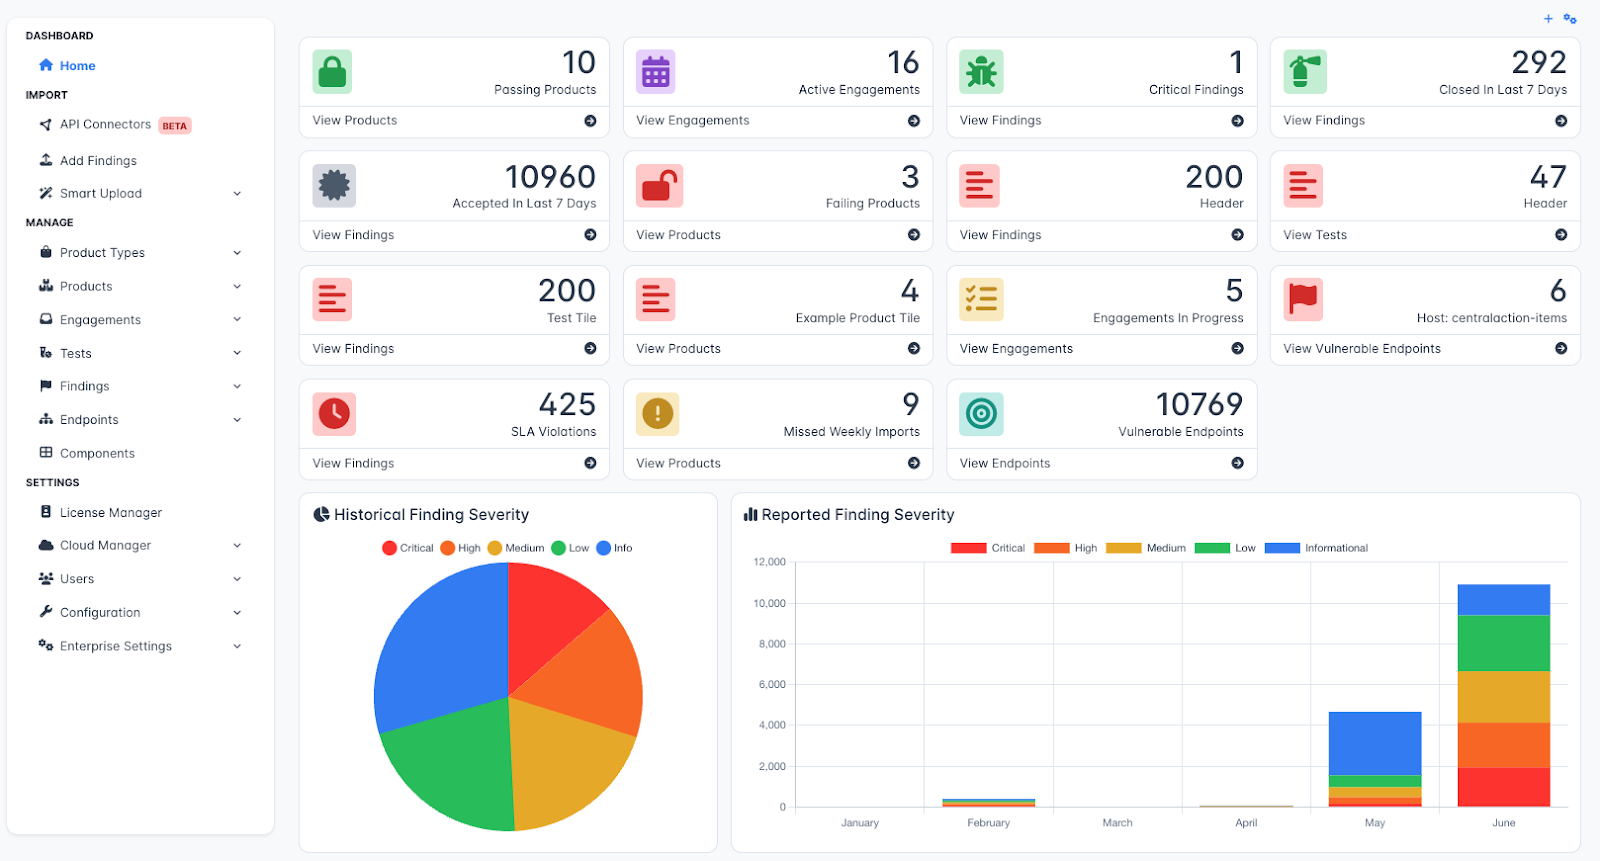 DASHBOARD
Home
IMPORT
API Connectors BETA
Add Findings
Smart Upload
MANAGE
Product Types
Products
Engagements
Tests
Findings
Endpoints
Components
SETTINGS
License Manager
Cloud Manager
Users
Configuration
Enterprise Settings
10
Passing Products
View Products
16
Active Engagements
View Engagements
1
Critical Findings
View Findings
292
Closed In Last 7 Days
View Findings
10960
Accepted In Last 7 Days
View Findings
3
Failing Products
View Products
200
Header
View Findings
47
Header
View Tests
200
Test Tile
View Findings
4
Example Product Tile
View Products
5
Engagements In Progress
View Engagements
6
Host: centralaction-items
View Vulnerable Endpoints
425
SLA Violations
View Findings
9
Missed Weekly Imports
View Products
10769
Vulnerable Endpoints
View Endpoints
Historical Finding Severity
Critical High Medium Low Info
Reported Finding Severity
Critical High Medium Low Informational
12,000
10,000
8,000
6,000
4,000
2,000
0
January February March April May June